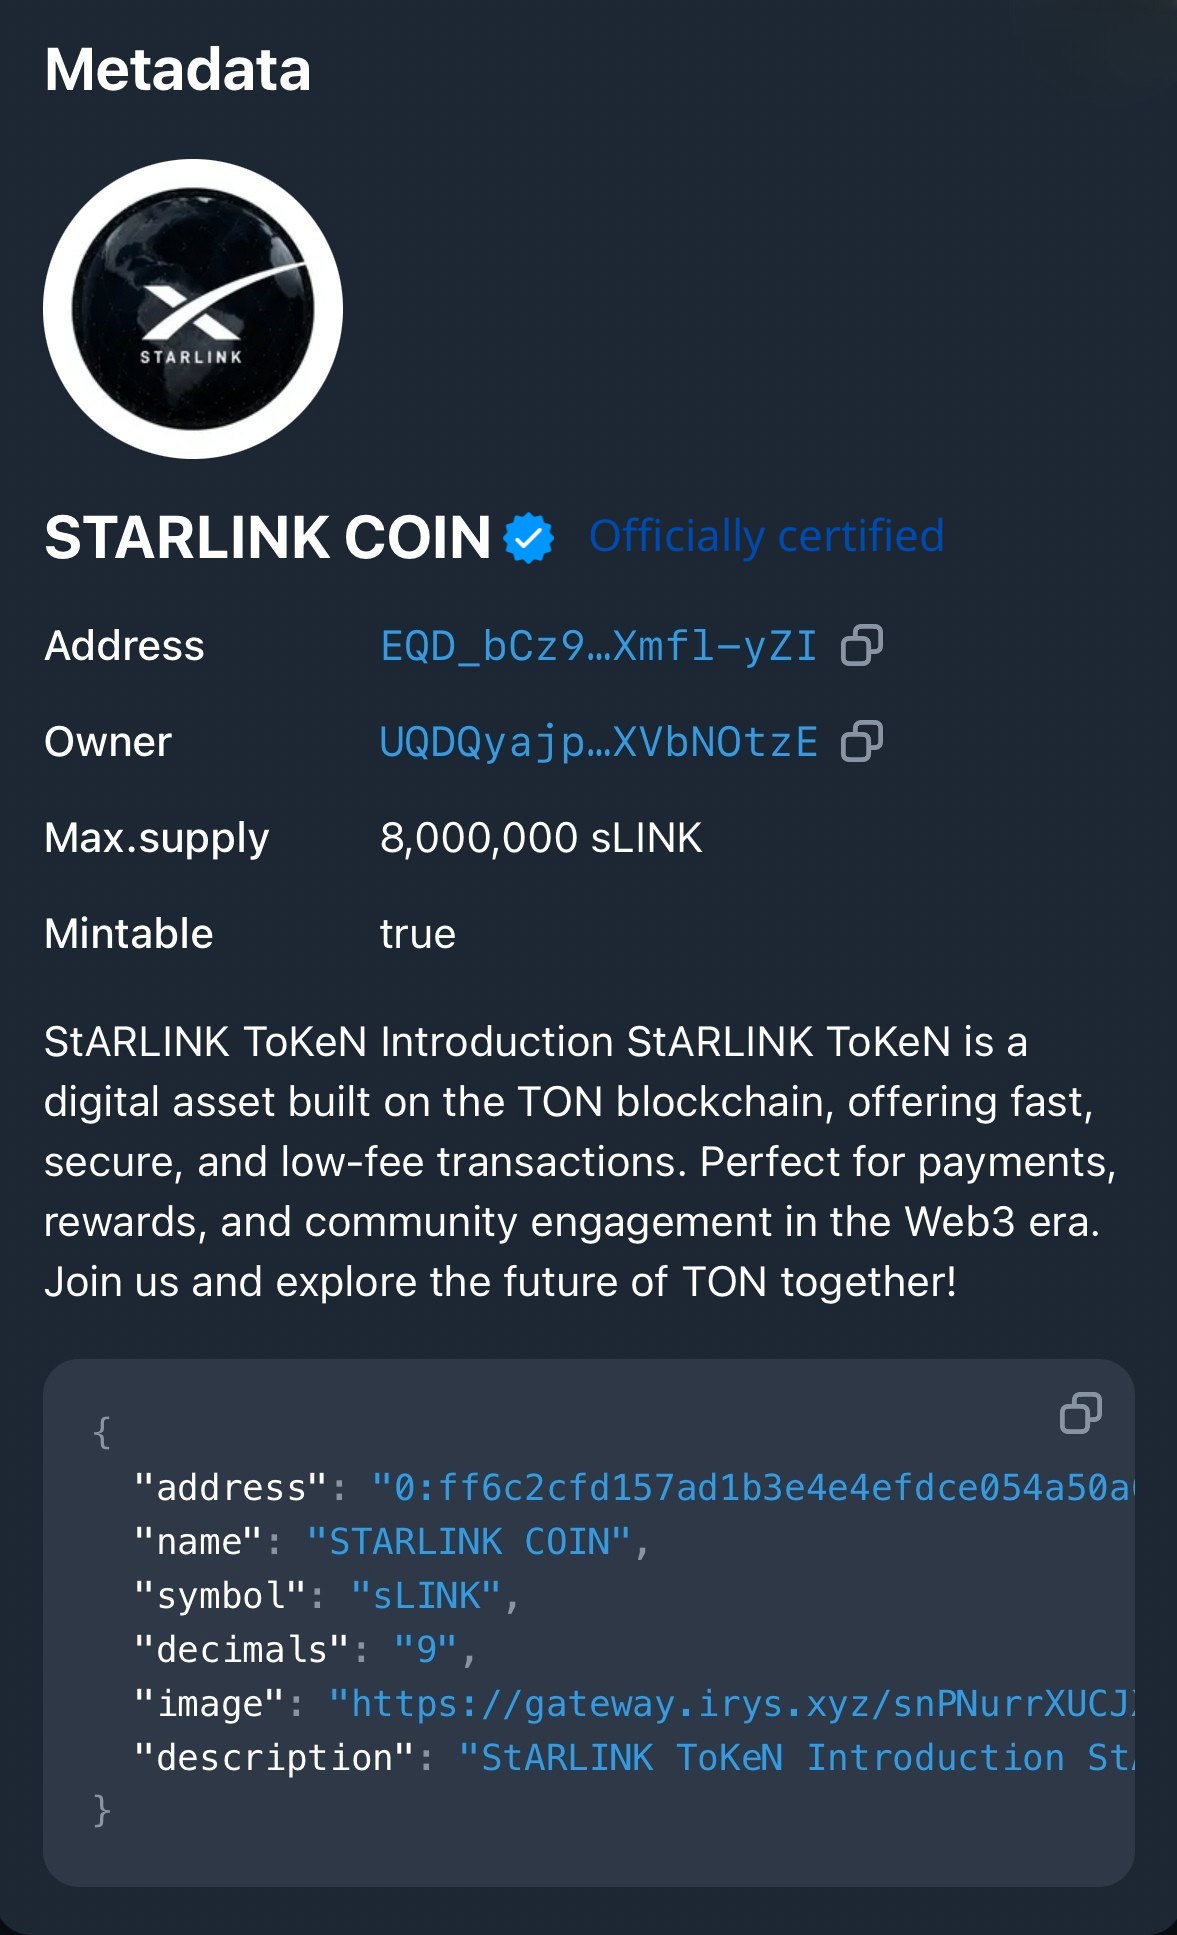 Metadata
STARLINK
STARLINK COIN Officially certified
Address EQD_bCz9…Xmfl-yZI
Owner UQDQyajp…XVbNOtzE
Max.supply 8,000,000 sLINK
Mintable true
StARLINK ToKeN Introduction StARLINK ToKeN is a
digital asset built on the TON blockchain, offering fast,
secure, and low-fee transactions. Perfect for payments,
rewards, and community engagement in the Web3 era.
Join us and explore the future of TON together!
{
"address": "0:ff6c2cfd157ad1b3e4e4efdce054a50a
"name": "STARLINK COIN",
"symbol": "sLINK",
"decimals": "9",
"image": "https://gateway.irys.xyz/snPNurrXUCJ
"description": "StARLINK ToKeN Introduction St
}